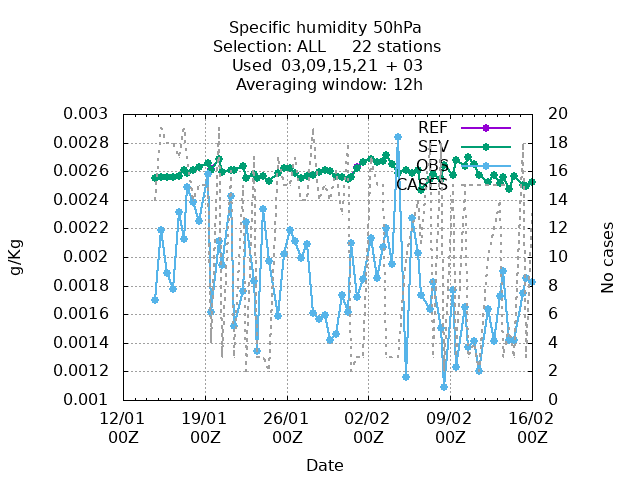 Specific humidity 50hPa
Selection: ALL 22 stations
Used 03,09,15,21 + 03
Averaging window: 12h
0.003
0.0028
0.0026
0.0024
0.0022
0.002
0.0018
0.0016
0.0014
0.0012
0.001
g/Kg
REF
SEV
OBS
CASES
20
18
16
14
12
10
8
6
4
2
0
No cases
12/01 19/01 26/01 02/02 09/02 16/02
00Z 00Z 00Z 00Z 00Z 00Z
Date